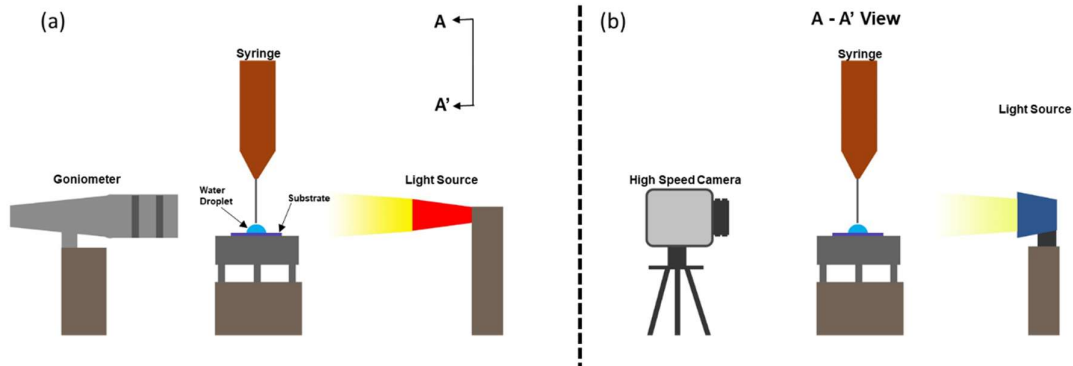 (a)
A
A'
Syringe
Goniometer
Water
Droplet
Substrate
Light Source
(b)
A - A' View
Syringe
Light Source
High Speed Camera